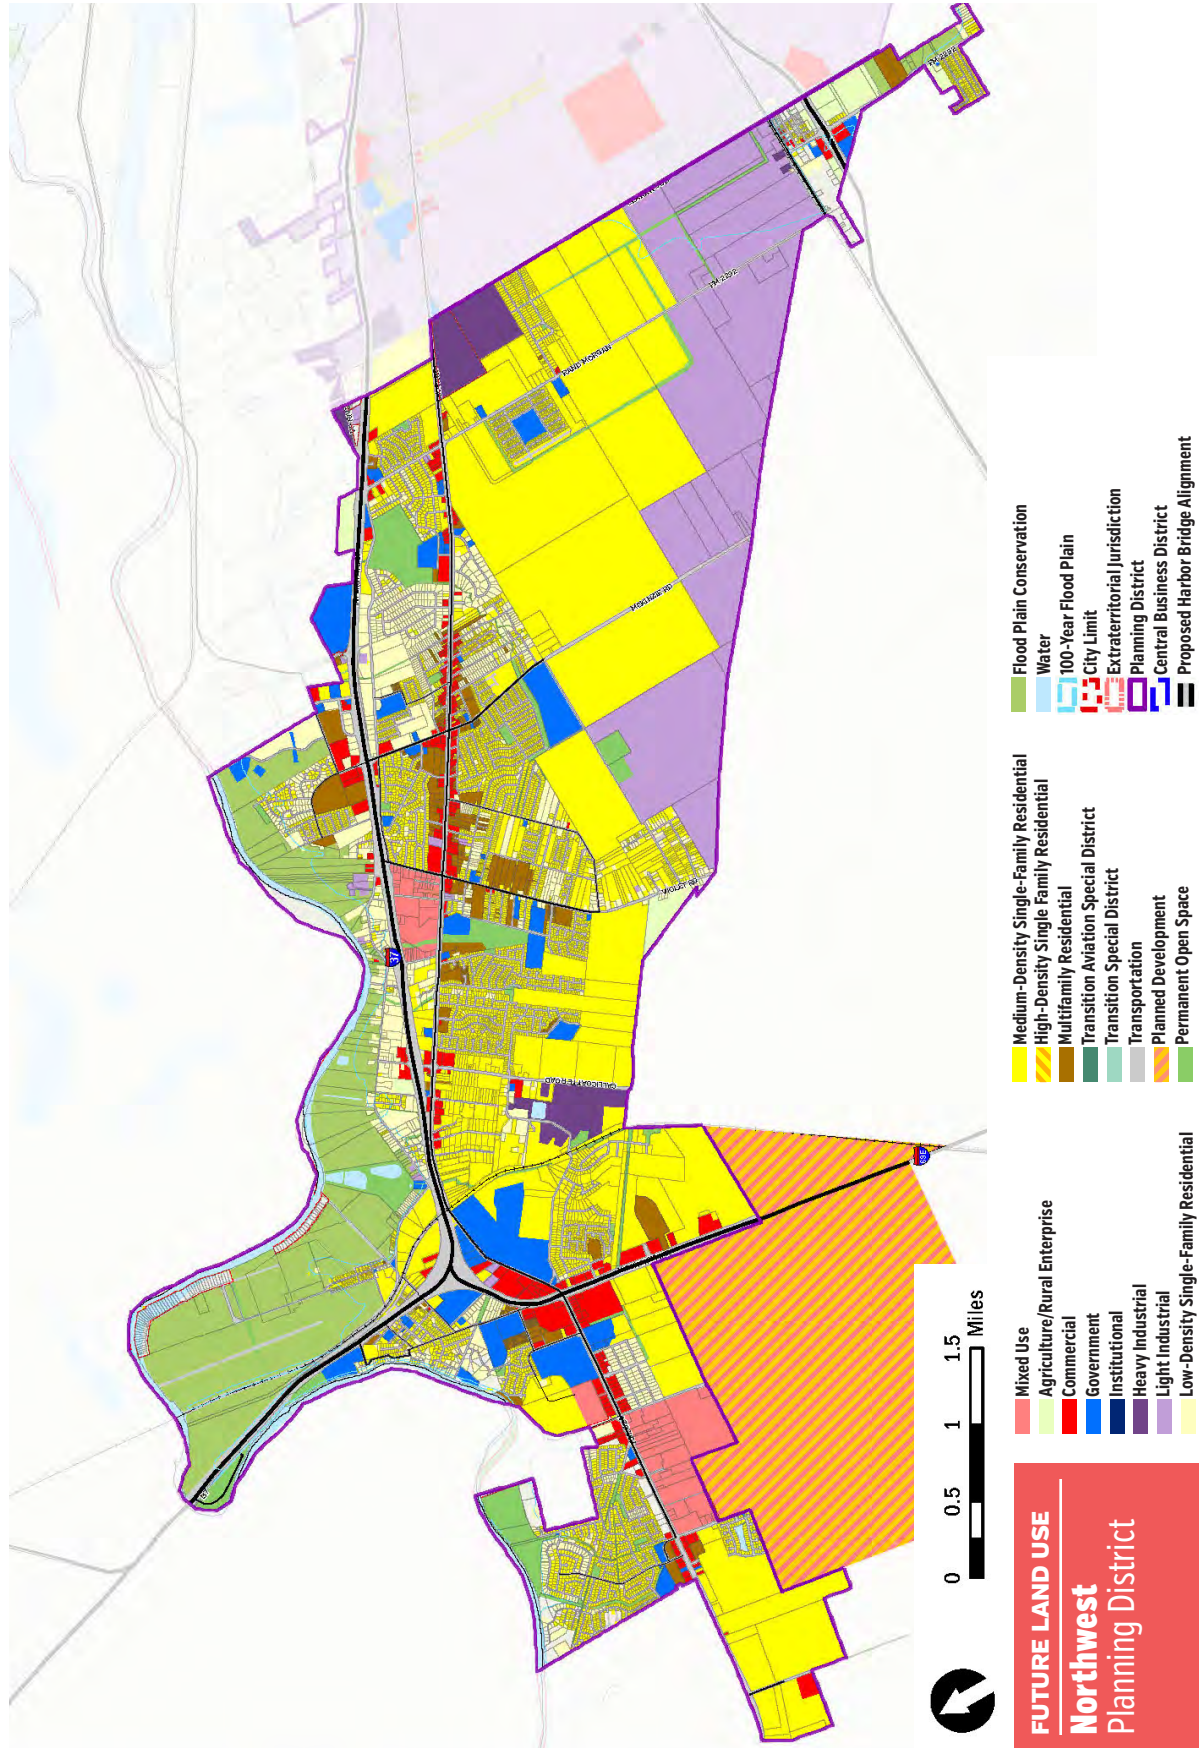 FUTURE LAND USE
Northwest
Planning District
0 0.5 1 1.5
Miles
Mixed Use
Agriculture/Rural Enterprise
Commercial
Government
Institutional
Heavy Industrial
Light Industrial
Low-Density Single-Family Residential
Medium-Density Single-Family Residential
High-Density Single Family Residential
Multifamily Residential
Transition Aviation Special District
Transition Special District
Transportation
Planned Development
Permanent Open Space
Flood Plain Conservation
Water
100-Year Flood Plain
City Limit
Extraterritorial Jurisdiction
Planning District
Central Business District
Proposed Harbor Bridge Alignment
37
CALLICOATTE ROAD
VIOLET RD
MCKENZIE RD
RAND MORGAN
FM 2292
FM 2292